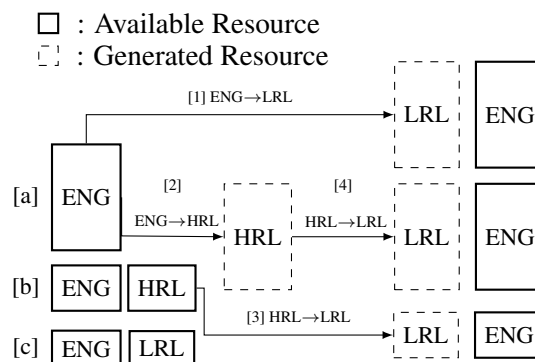 : Available Resource
: Generated Resource
[1] ENG→LRL
LRL ENG
[a] ENG
[2] [4]
ENG→HRL HRL HRL→LRL LRL ENG
[b] ENG HRL
[3] HRL→LRL
LRL ENG
[c] ENG LRL